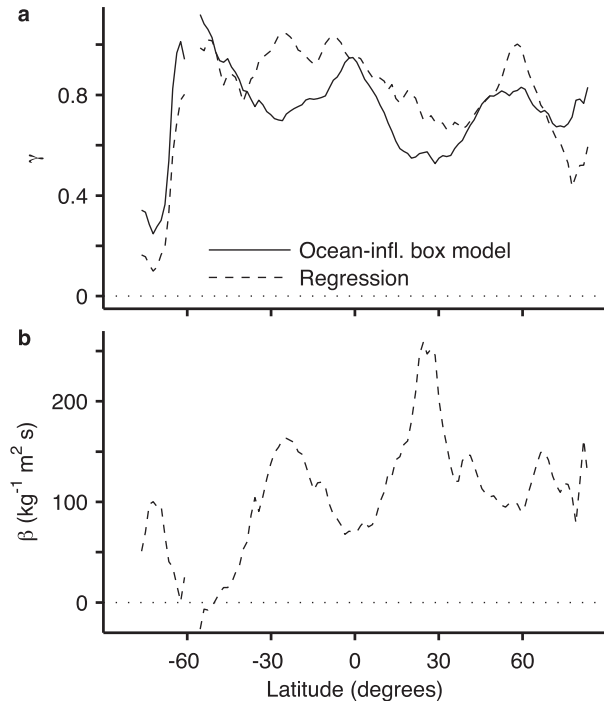 a
0.8
0.4
0
γ
Ocean-infl. box model
Regression
b
200
100
0
β (kg⁻¹ m² s)
-60 -30 0 30 60
Latitude (degrees)